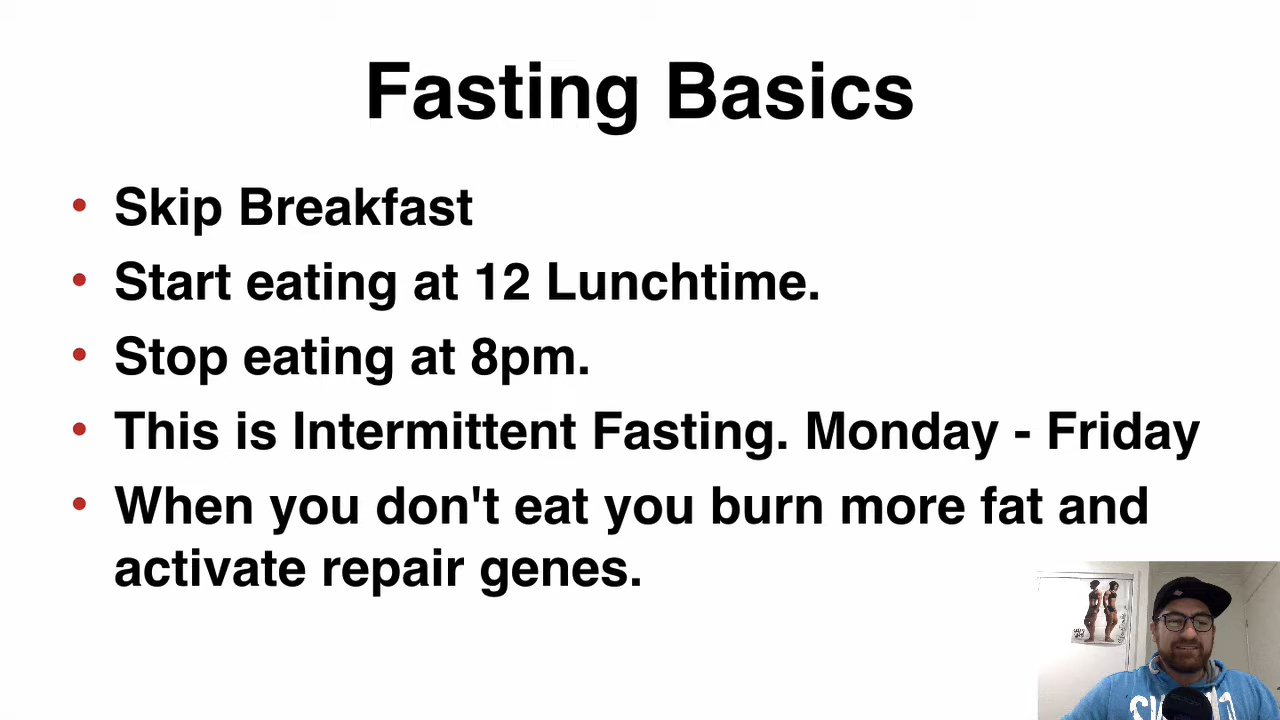 Fasting Basics
• Skip Breakfast
• Start eating at 12 Lunchtime.
• Stop eating at 8pm.
• This is Intermittent Fasting. Monday - Friday
• When you don't eat you burn more fat and
activate repair genes.